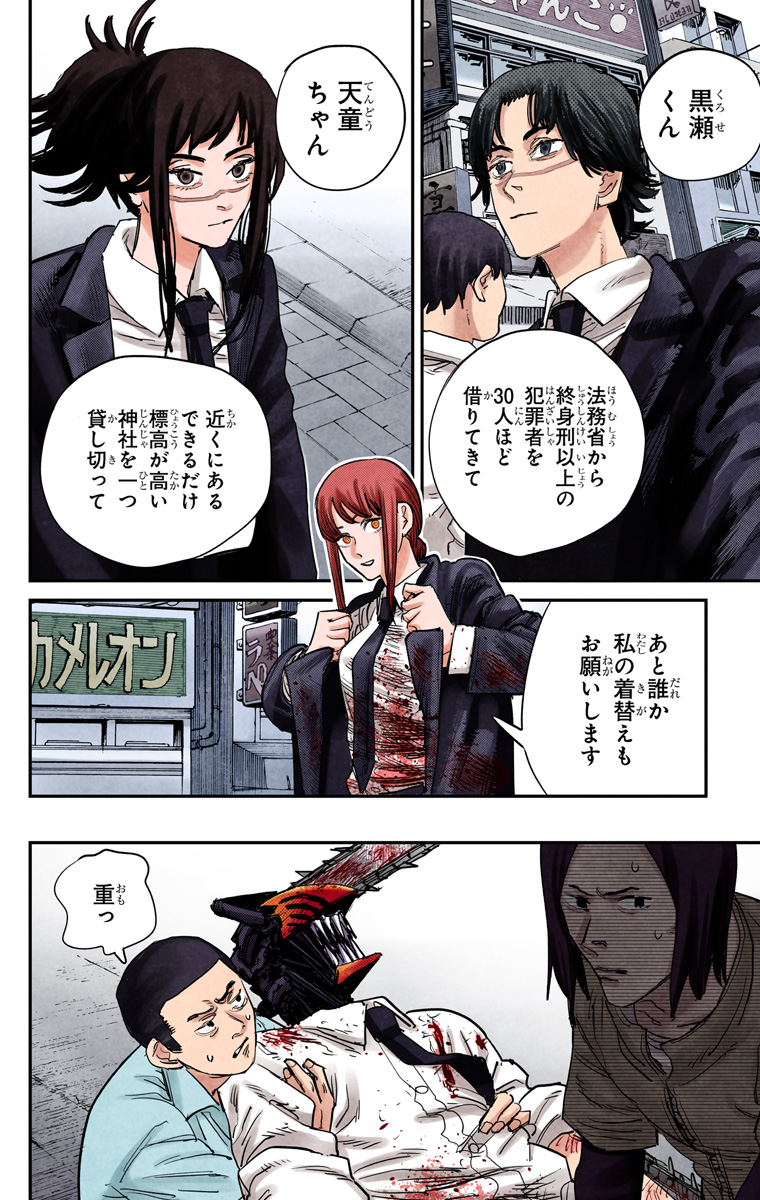 黒瀬
くん
法務省から
終身刑以上の
犯罪者を
30人ほど
借りてきて
天童
ちゃん
近くにある
できるだけ
標高が高い
神社を一つ
貸し切って
あと誰か
私の着替えも
お願いします
カメレオン
重っ